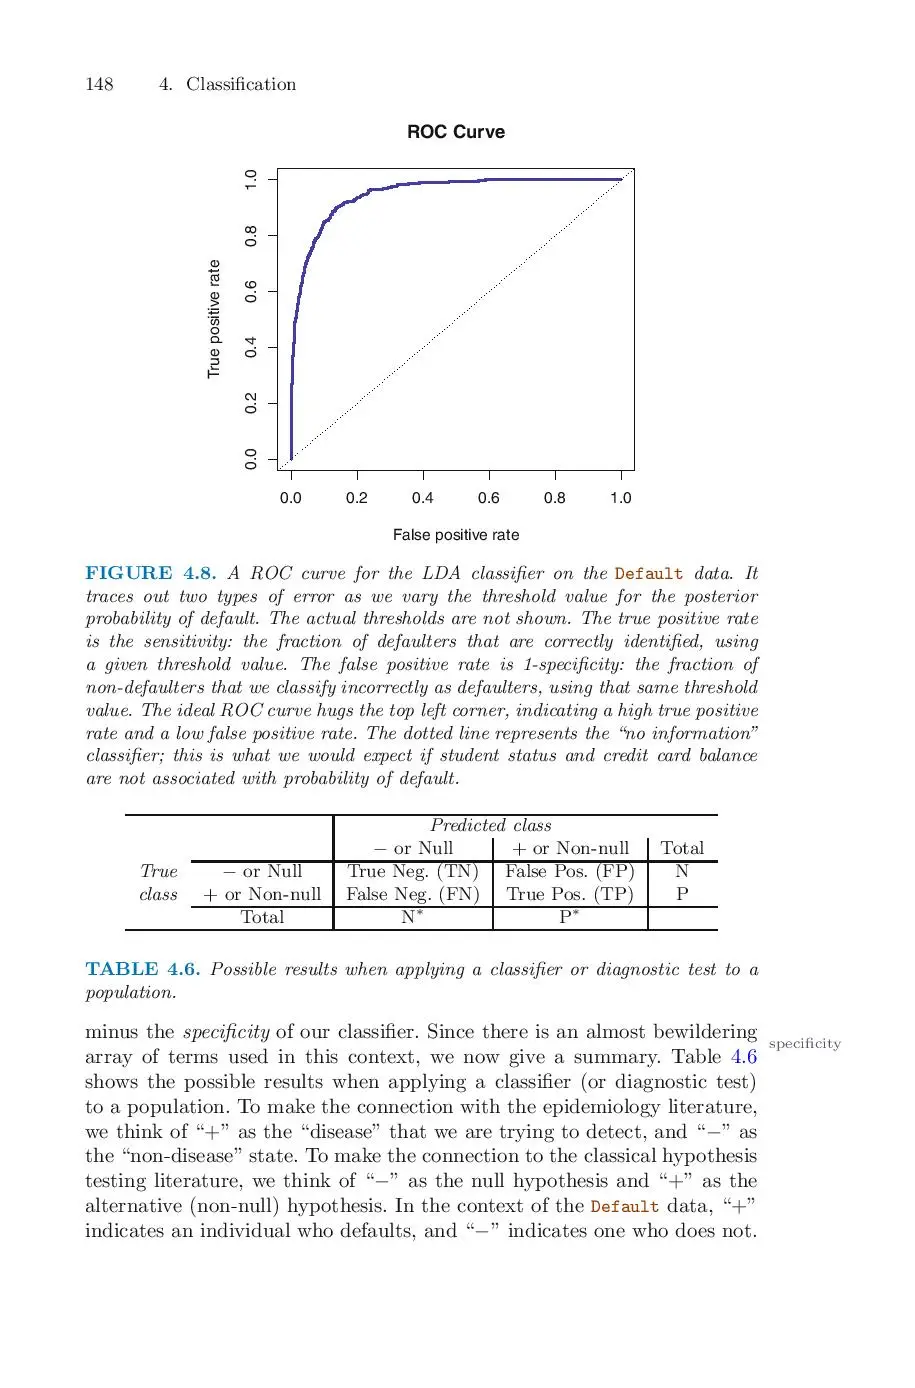 148 4. Classification
ROC Curve
True positive rate
1.0
0.8
0.6
0.4
0.2
0.0
0.0 0.2 0.4 0.6 0.8 1.0
False positive rate
FIGURE 4.8. A ROC curve for the LDA classifier on the Default data. It
traces out two types of error as we vary the threshold value for the posterior
probability of default. The actual thresholds are not shown. The true positive rate
is the sensitivity: the fraction of defaulters that are correctly identified, using
a given threshold value. The false positive rate is 1-specificity: the fraction of
non-defaulters that we classify incorrectly as defaulters, using that same threshold
value. The ideal ROC curve hugs the top left corner, indicating a high true positive
rate and a low false positive rate. The dotted line represents the “no information”
classifier; this is what we would expect if student status and credit card balance
are not associated with probability of default.
Predicted class
− or Null + or Non-null Total
True − or Null True Neg. (TN) False Pos. (FP) N
class + or Non-null False Neg. (FN) True Pos. (TP) P
Total N* P*
TABLE 4.6. Possible results when applying a classifier or diagnostic test to a
population.
minus the specificity of our classifier. Since there is an almost bewildering
specificity
array of terms used in this context, we now give a summary. Table 4.6
shows the possible results when applying a classifier (or diagnostic test)
to a population. To make the connection with the epidemiology literature,
we think of “+” as the “disease” that we are trying to detect, and “−” as
the “non-disease” state. To make the connection to the classical hypothesis
testing literature, we think of “−” as the null hypothesis and “+” as the
alternative (non-null) hypothesis. In the context of the Default data, “+”
indicates an individual who defaults, and “−” indicates one who does not.